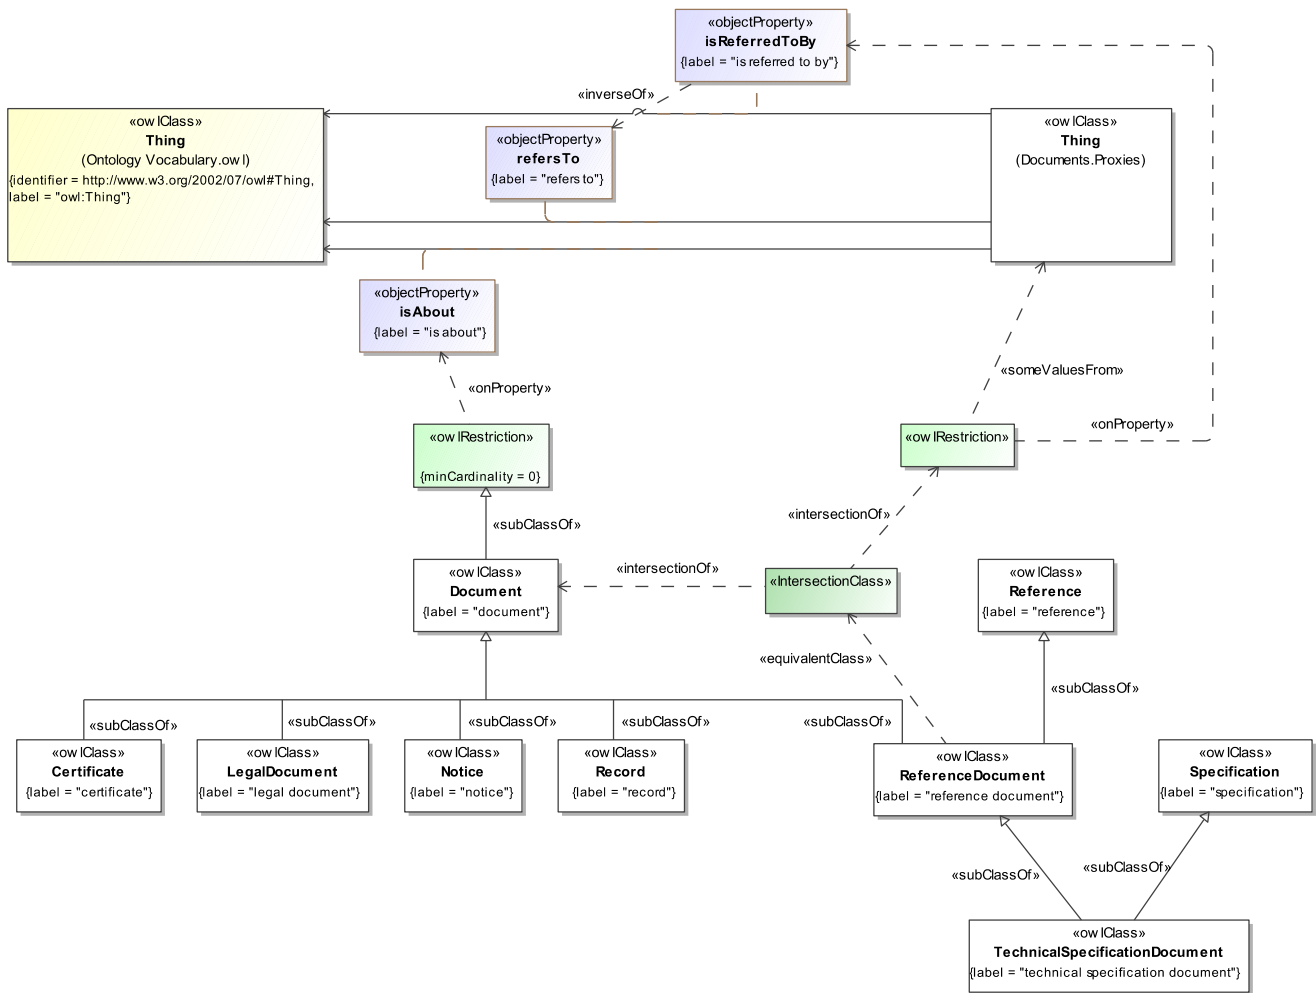 «objectProperty»
isReferredToBy
{label = "is referred to by"}
«inverseOf»
«owlClass»
Thing
(Ontology Vocabulary.owl)
{identifier = http://www.w3.org/2002/07/owl#Thing,
label = "owl:Thing"}
«objectProperty»
refersTo
{label = "refers to"}
«owlClass»
Thing
(Documents.Proxies)
«objectProperty»
isAbout
{label = "is about"}
«onProperty»
«someValuesFrom»
«onProperty»
«owlRestriction»
{minCardinality = 0}
«owlRestriction»
«subClassOf»
«intersectionOf»
«intersectionOf»
«owlClass»
Document
{label = "document"}
«IntersectionClass»
«owlClass»
Reference
{label = "reference"}
«equivalentClass»
«subClassOf»
«subClassOf»
«subClassOf»
«subClassOf»
«subClassOf»
«subClassOf»
«owlClass»
Certificate
{label = "certificate"}
«owlClass»
LegalDocument
{label = "legal document"}
«owlClass»
Notice
{label = "notice"}
«owlClass»
Record
{label = "record"}
«owlClass»
ReferenceDocument
{label = "reference document"}
«owlClass»
Specification
{label = "specification"}
«subClassOf»
«subClassOf»
«owlClass»
TechnicalSpecificationDocument
{label = "technical specification document"}